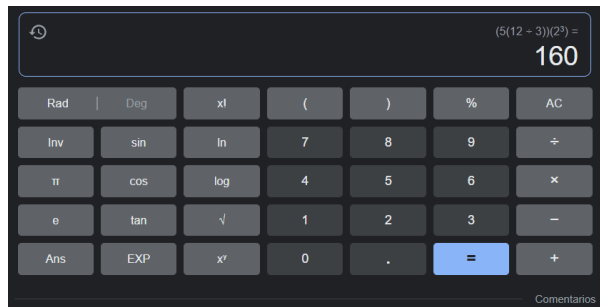 (5(12 ÷ 3))(2³) =
160
Rad | Deg x! ( ) % AC
Inv sin ln 7 8 9 ÷
π cos log 4 5 6 ×
e tan √ 1 2 3 −
Ans EXP xʸ 0 . = +
Comentarios